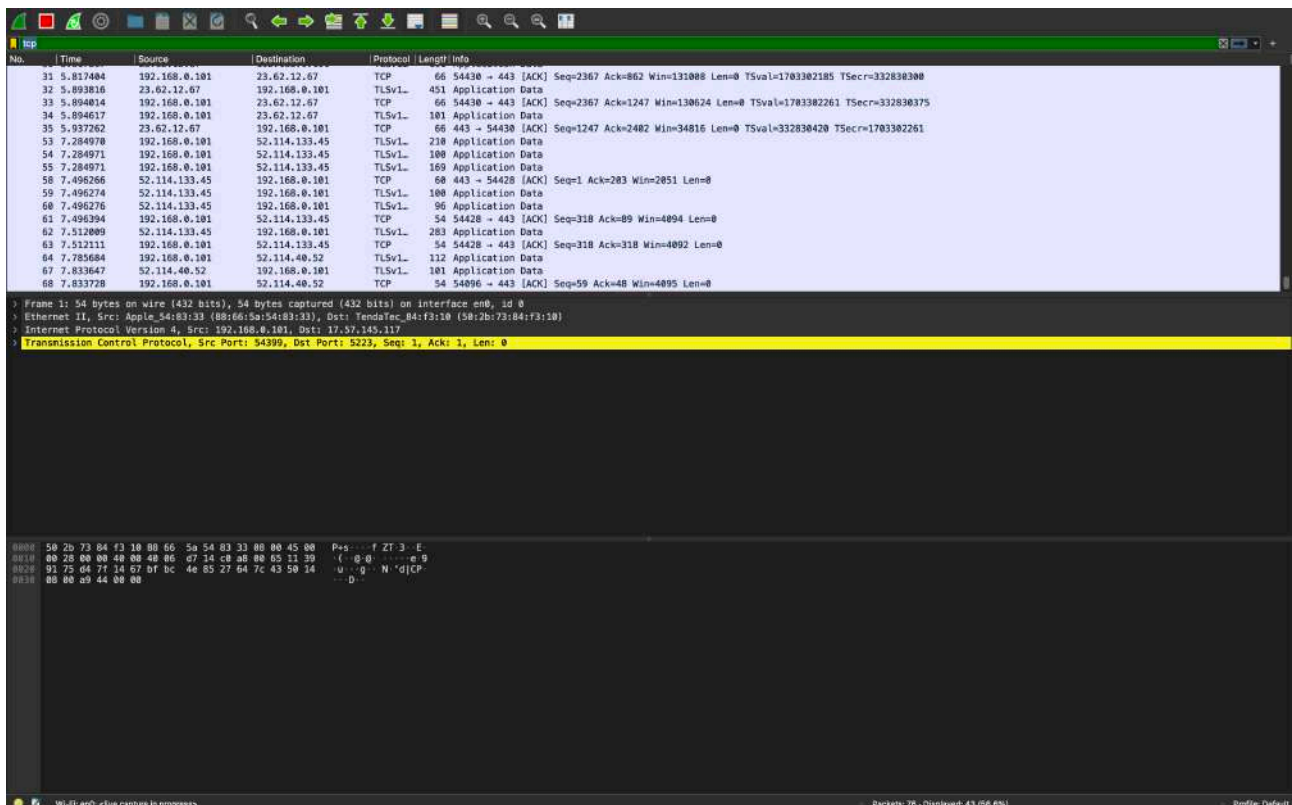 tcp
No. Time Source Destination Protocol Length Info
31 5.817404 192.168.0.101 23.62.12.67 TCP 66 54430 → 443 [ACK] Seq=2367 Ack=862 Win=131008 Len=0 TSval=1703302185 TSecr=332830300
32 5.893816 23.62.12.67 192.168.0.101 TLSv1… 451 Application Data
33 5.894014 192.168.0.101 23.62.12.67 TCP 66 54430 → 443 [ACK] Seq=2367 Ack=1247 Win=130624 Len=0 TSval=1703302261 TSecr=332830375
34 5.894617 192.168.0.101 23.62.12.67 TLSv1… 101 Application Data
35 5.937262 23.62.12.67 192.168.0.101 TCP 66 443 → 54430 [ACK] Seq=1247 Ack=2402 Win=34816 Len=0 TSval=332830420 TSecr=1703302261
53 7.284970 192.168.0.101 52.114.133.45 TLSv1… 210 Application Data
54 7.284971 192.168.0.101 52.114.133.45 TLSv1… 100 Application Data
55 7.284971 192.168.0.101 52.114.133.45 TLSv1… 169 Application Data
58 7.496266 52.114.133.45 192.168.0.101 TCP 60 443 → 54428 [ACK] Seq=1 Ack=203 Win=2051 Len=0
59 7.496274 52.114.133.45 192.168.0.101 TLSv1… 100 Application Data
60 7.496276 52.114.133.45 192.168.0.101 TLSv1… 96 Application Data
61 7.496394 192.168.0.101 52.114.133.45 TCP 54 54428 → 443 [ACK] Seq=318 Ack=89 Win=4094 Len=0
62 7.512009 52.114.133.45 192.168.0.101 TLSv1… 283 Application Data
63 7.512111 192.168.0.101 52.114.133.45 TCP 54 54428 → 443 [ACK] Seq=318 Ack=318 Win=4092 Len=0
64 7.785684 192.168.0.101 52.114.40.52 TLSv1… 112 Application Data
67 7.833647 52.114.40.52 192.168.0.101 TLSv1… 101 Application Data
68 7.833728 192.168.0.101 52.114.40.52 TCP 54 54096 → 443 [ACK] Seq=59 Ack=48 Win=4095 Len=0
Frame 1: 54 bytes on wire (432 bits), 54 bytes captured (432 bits) on interface en0, id 0
Ethernet II, Src: Apple_54:83:33 (88:66:5a:54:83:33), Dst: TendaTec_84:f3:10 (50:2b:73:84:f3:10)
Internet Protocol Version 4, Src: 192.168.0.101, Dst: 17.57.145.117
Transmission Control Protocol, Src Port: 54399, Dst Port: 5223, Seq: 1, Ack: 1, Len: 0
0000 50 2b 73 84 f3 10 88 66 5a 54 83 33 08 00 45 00 P+s····f ZT·3··E·
0010 00 28 00 00 40 00 40 06 d7 14 c0 a8 00 65 11 39 ·(··@·@· ·····e·9
0020 91 75 d4 7f 14 67 bf bc 4e 85 27 64 7c 43 50 14 ·u···g·· N·'d|CP·
0030 08 00 a9 44 00 00 ···D··
Wi-Fi: en0: <live capture in progress> Packets: 76 · Displayed: 43 (56.6%) Profile: Default